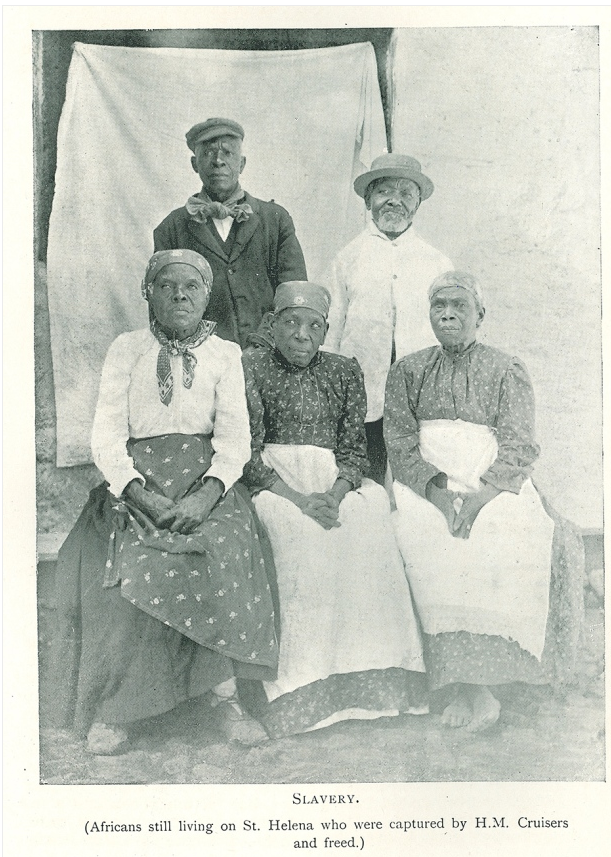 SLAVERY.
(Africans still living on St. Helena who were captured by H.M. Cruisers
and freed.)